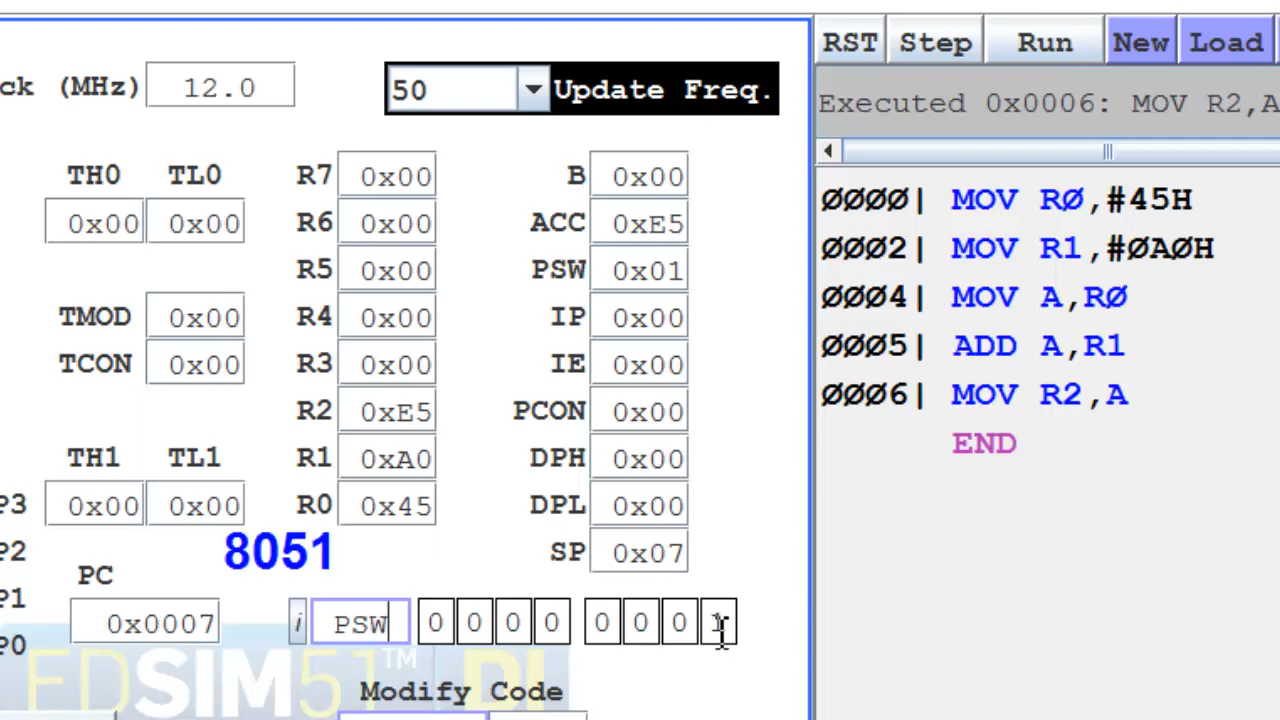 RST Step Run New Load
ck (MHz) 12.0 50 Update Freq.
Executed 0x0006: MOV R2,A
TH0 TL0 R7 0x00 B 0x00
0x00 0x00 R6 0x00 ACC 0xE5
R5 0x00 PSW 0x01
TMOD 0x00 R4 0x00 IP 0x00
TCON 0x00 R3 0x00 IE 0x00
R2 0xE5 PCON 0x00
TH1 TL1 R1 0xA0 DPH 0x00
P3 0x00 0x00 R0 0x45 DPL 0x00
P2 8051 SP 0x07
PC
P1 0x0007 i PSW 0 0 0 0 0 0 0 1
P0
EDSIM51™ DI
Modify Code
0000| MOV R0,#45H
0002| MOV R1,#0A0H
0004| MOV A,R0
0005| ADD A,R1
0006| MOV R2,A
END